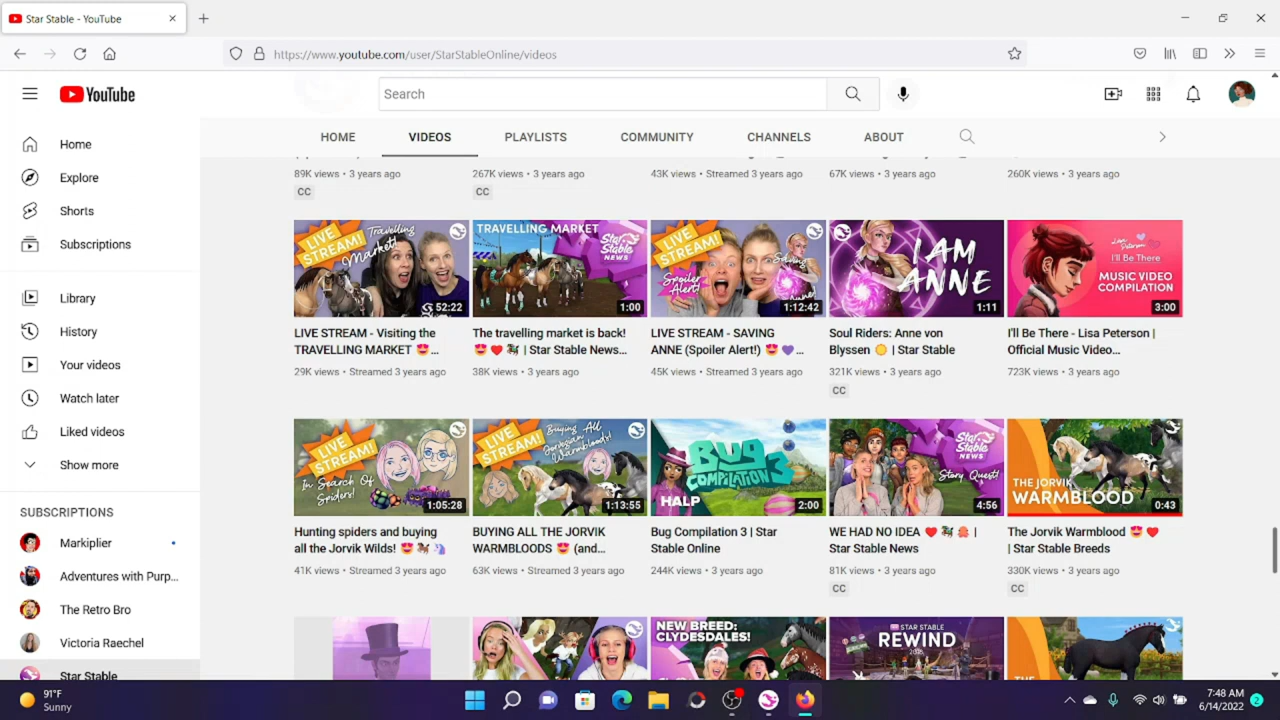 Star Stable - YouTube
https://www.youtube.com/user/StarStableOnline/videos
YouTube
Search
HOME
VIDEOS
PLAYLISTS
COMMUNITY
CHANNELS
ABOUT
Home
Explore
Shorts
Subscriptions
Library
History
Your videos
Watch later
Liked videos
Show more
SUBSCRIPTIONS
Markiplier
Adventures with Purp...
The Retro Bro
Victoria Raechel
Star Stable
89K views • 3 years ago
CC
267K views • 3 years ago
CC
43K views • Streamed 3 years ago
67K views • 3 years ago
260K views • 3 years ago
LIVE STREAM!
Travelling
Market
52:22
LIVE STREAM - Visiting the
TRAVELLING MARKET 😍...
29K views • Streamed 3 years ago
TRAVELLING MARKET
Star Stable NEWS
1:00
The travelling market is back!
😍❤️🐎 | Star Stable News...
38K views • 3 years ago
LIVE STREAM!
Spoiler
Alert!
Saving
Anne!
1:12:42
LIVE STREAM - SAVING
ANNE (Spoiler Alert!) 😍💜...
45K views • Streamed 3 years ago
I AM
ANNE
1:11
Soul Riders: Anne von
Blyssen 🌞 | Star Stable
321K views • 3 years ago
CC
Lisa Peterson
I'll Be There
MUSIC VIDEO
COMPILATION
3:00
I'll Be There - Lisa Peterson |
Official Music Video...
723K views • 3 years ago
LIVE STREAM!
In Search Of
Spiders!
1:05:28
Hunting spiders and buying
all the Jorvik Wilds! 😍🐎🦄
41K views • Streamed 3 years ago
LIVE STREAM!
Buying All
Jorvegian
Warmbloods!
1:13:55
BUYING ALL THE JORVIK
WARMBLOODS 😍 (and...
63K views • Streamed 3 years ago
BUG
COMPILATION 3
HALP
2:00
Bug Compilation 3 | Star
Stable Online
244K views • 3 years ago
Star Stable NEWS
Story Quest!
4:56
WE HAD NO IDEA ❤️🐎🐙 |
Star Stable News
81K views • 3 years ago
CC
THE JORVIK
WARMBLOOD
0:43
The Jorvik Warmblood 😍❤️
| Star Stable Breeds
330K views • 3 years ago
CC
NEW BREED:
CLYDESDALES!
STAR STABLE
REWIND
THE
91°F
Sunny
7:48 AM
6/14/2022
2